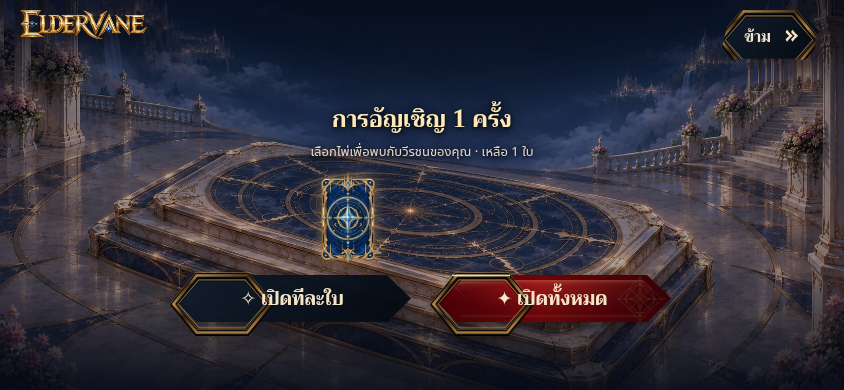 ELDERVANE
ข้าม »
การอัญเชิญ 1 ครั้ง
เลือกไพ่เพื่อพบกับวีรชนของคุณ · เหลือ 1 ใบ
✧ เปิดทีละใบ
✦ เปิดทั้งหมด